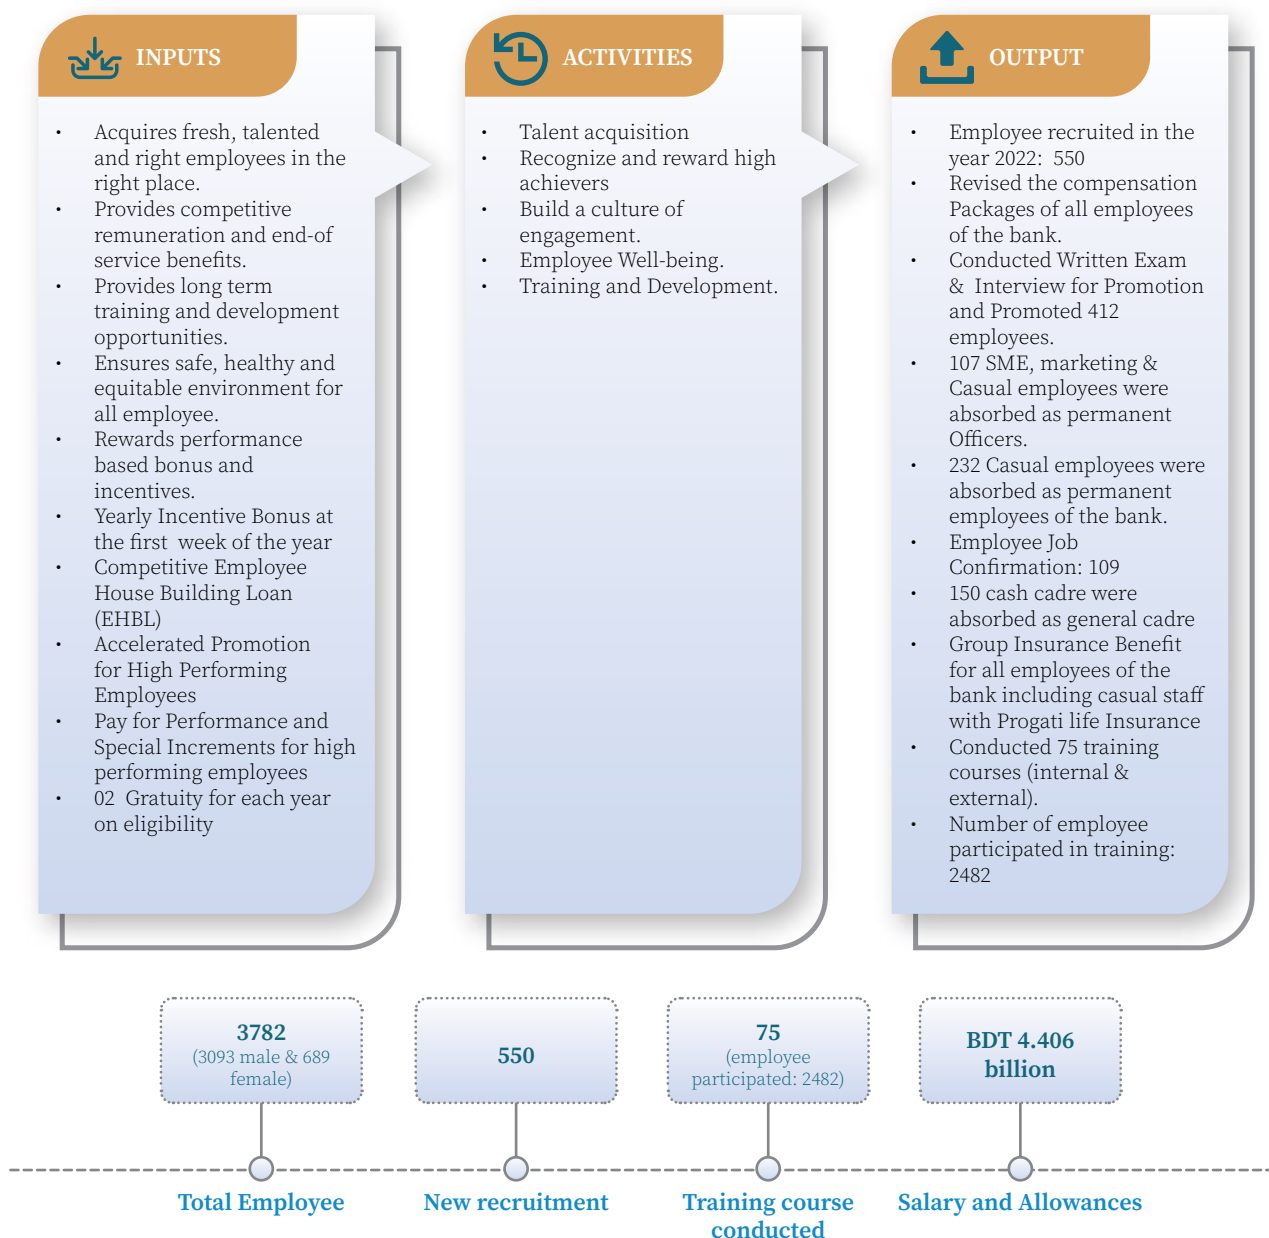 INPUTS
• Acquires fresh, talented
and right employees in the
right place.
• Provides competitive
remuneration and end-of
service benefits.
• Provides long term
training and development
opportunities.
• Ensures safe, healthy and
equitable environment for
all employee.
• Rewards performance
based bonus and
incentives.
• Yearly Incentive Bonus at
the first  week of the year
• Competitive Employee
House Building Loan
(EHBL)
• Accelerated Promotion
for High Performing
Employees
• Pay for Performance and
Special Increments for high
performing employees
• 02  Gratuity for each year
on eligibility
ACTIVITIES
• Talent acquisition
• Recognize and reward high
achievers
• Build a culture of
engagement.
• Employee Well-being.
• Training and Development.
OUTPUT
• Employee recruited in the
year 2022:  550
• Revised the compensation
Packages of all employees
of the bank.
• Conducted Written Exam
&  Interview for Promotion
and Promoted 412
employees.
• 107 SME, marketing &
Casual employees were
absorbed as permanent
Officers.
• 232 Casual employees were
absorbed as permanent
employees of the bank.
• Employee Job
Confirmation: 109
• 150 cash cadre were
absorbed as general cadre
• Group Insurance Benefit
for all employees of the
bank including casual staff
with Progati life Insurance
• Conducted 75 training
courses (internal &
external).
• Number of employee
participated in training:
2482
3782
(3093 male & 689
female)
Total Employee
550
New recruitment
75
(employee
participated: 2482)
Training course
conducted
BDT 4.406
billion
Salary and Allowances